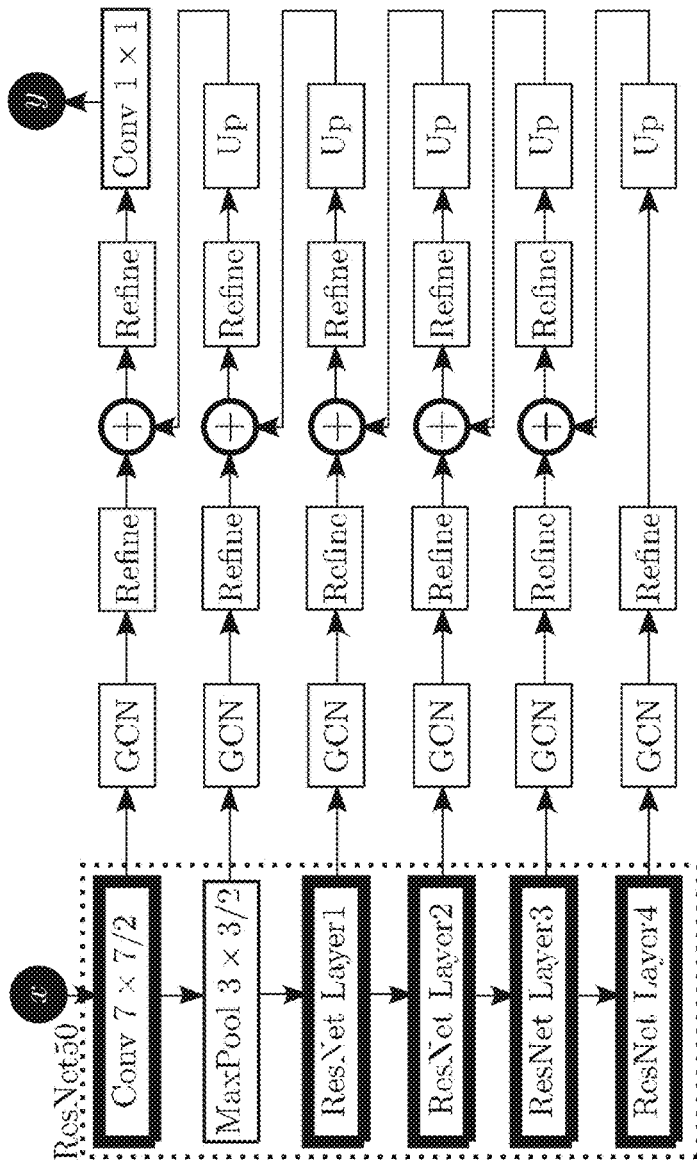 x
y
ResNet50
Conv 7 × 7/2
GCN
Refine
+
Refine
Conv 1 × 1
MaxPool 3 × 3/2
GCN
Refine
+
Refine
Up
ResNet Layer1
GCN
Refine
+
Refine
Up
ResNet Layer2
GCN
Refine
+
Refine
Up
ResNet Layer3
GCN
Refine
+
Refine
Up
ResNet Layer4
GCN
Refine
Up